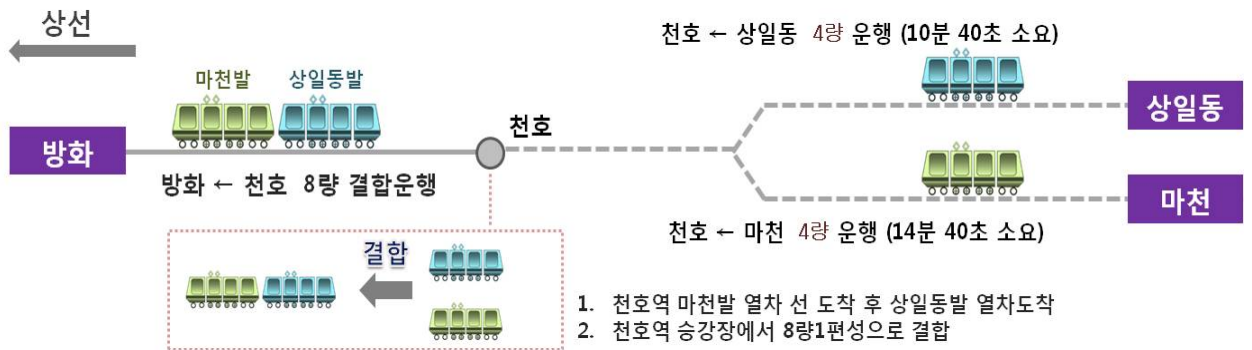 상선
마천발 상일동발
방화
방화 ← 천호 8량 결합운행
천호
천호 ← 상일동 4량 운행 (10분 40초 소요)
상일동
마천
천호 ← 마천 4량 운행 (14분 40초 소요)
결합
1. 천호역 마천발 열차 선 도착 후 상일동발 열차도착
2. 천호역 승강장에서 8량1편성으로 결합